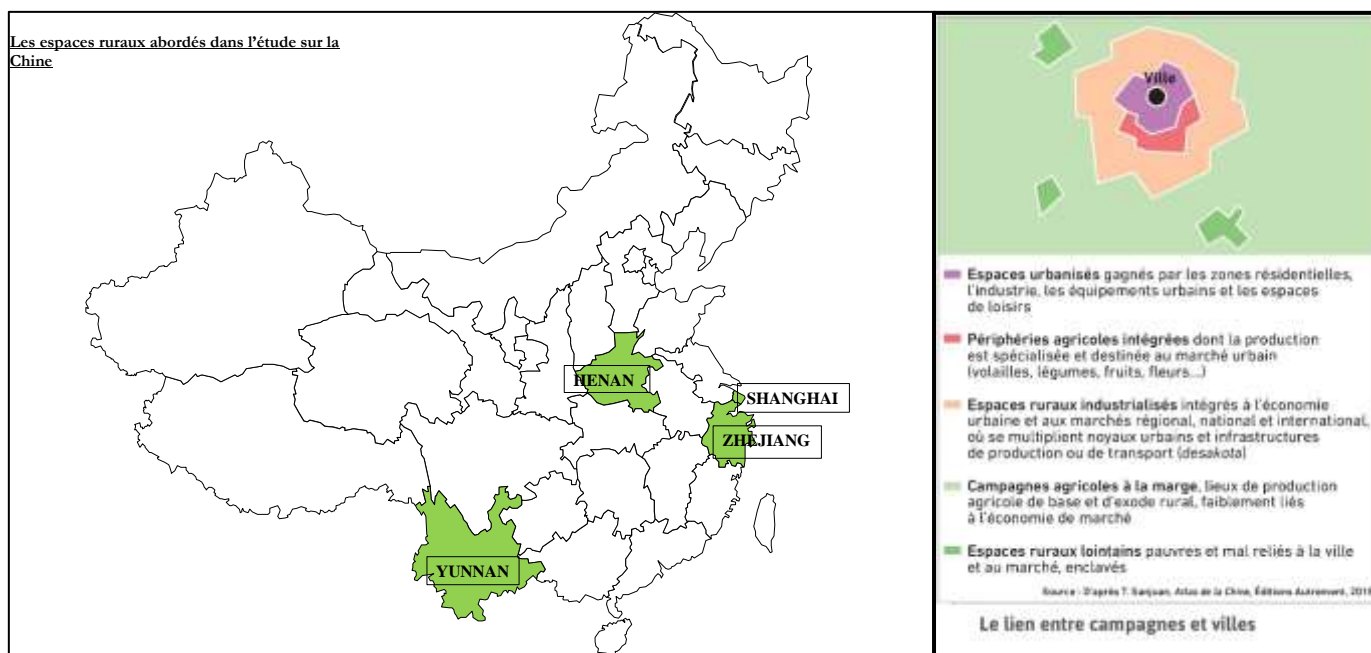 Les espaces ruraux abordés dans l'étude sur la
Chine
HENAN
SHANGHAI
ZHEJIANG
YUNNAN
Ville
Espaces urbanisés gagnés par les zones résidentielles,
l'industrie, les équipements urbains et les espaces
de loisirs
Périphéries agricoles intégrées dont la production
est spécialisée et destinée au marché urbain
(volailles, légumes, fruits, fleurs...)
Espaces ruraux industrialisés intégrés à l'économie
urbaine et aux marchés régional, national et international,
où se multiplient noyaux urbains et infrastructures
de production ou de transport (desakota)
Campagnes agricoles à la marge, lieux de production
agricole de base et d'exode rural, faiblement liés
à l'économie de marché
Espaces ruraux lointains pauvres et mal reliés à la ville
et au marché, enclavés
Source : D'après T. Sanjuan, Atlas de la Chine, Éditions Autrement,
Le lien entre campagnes et villes